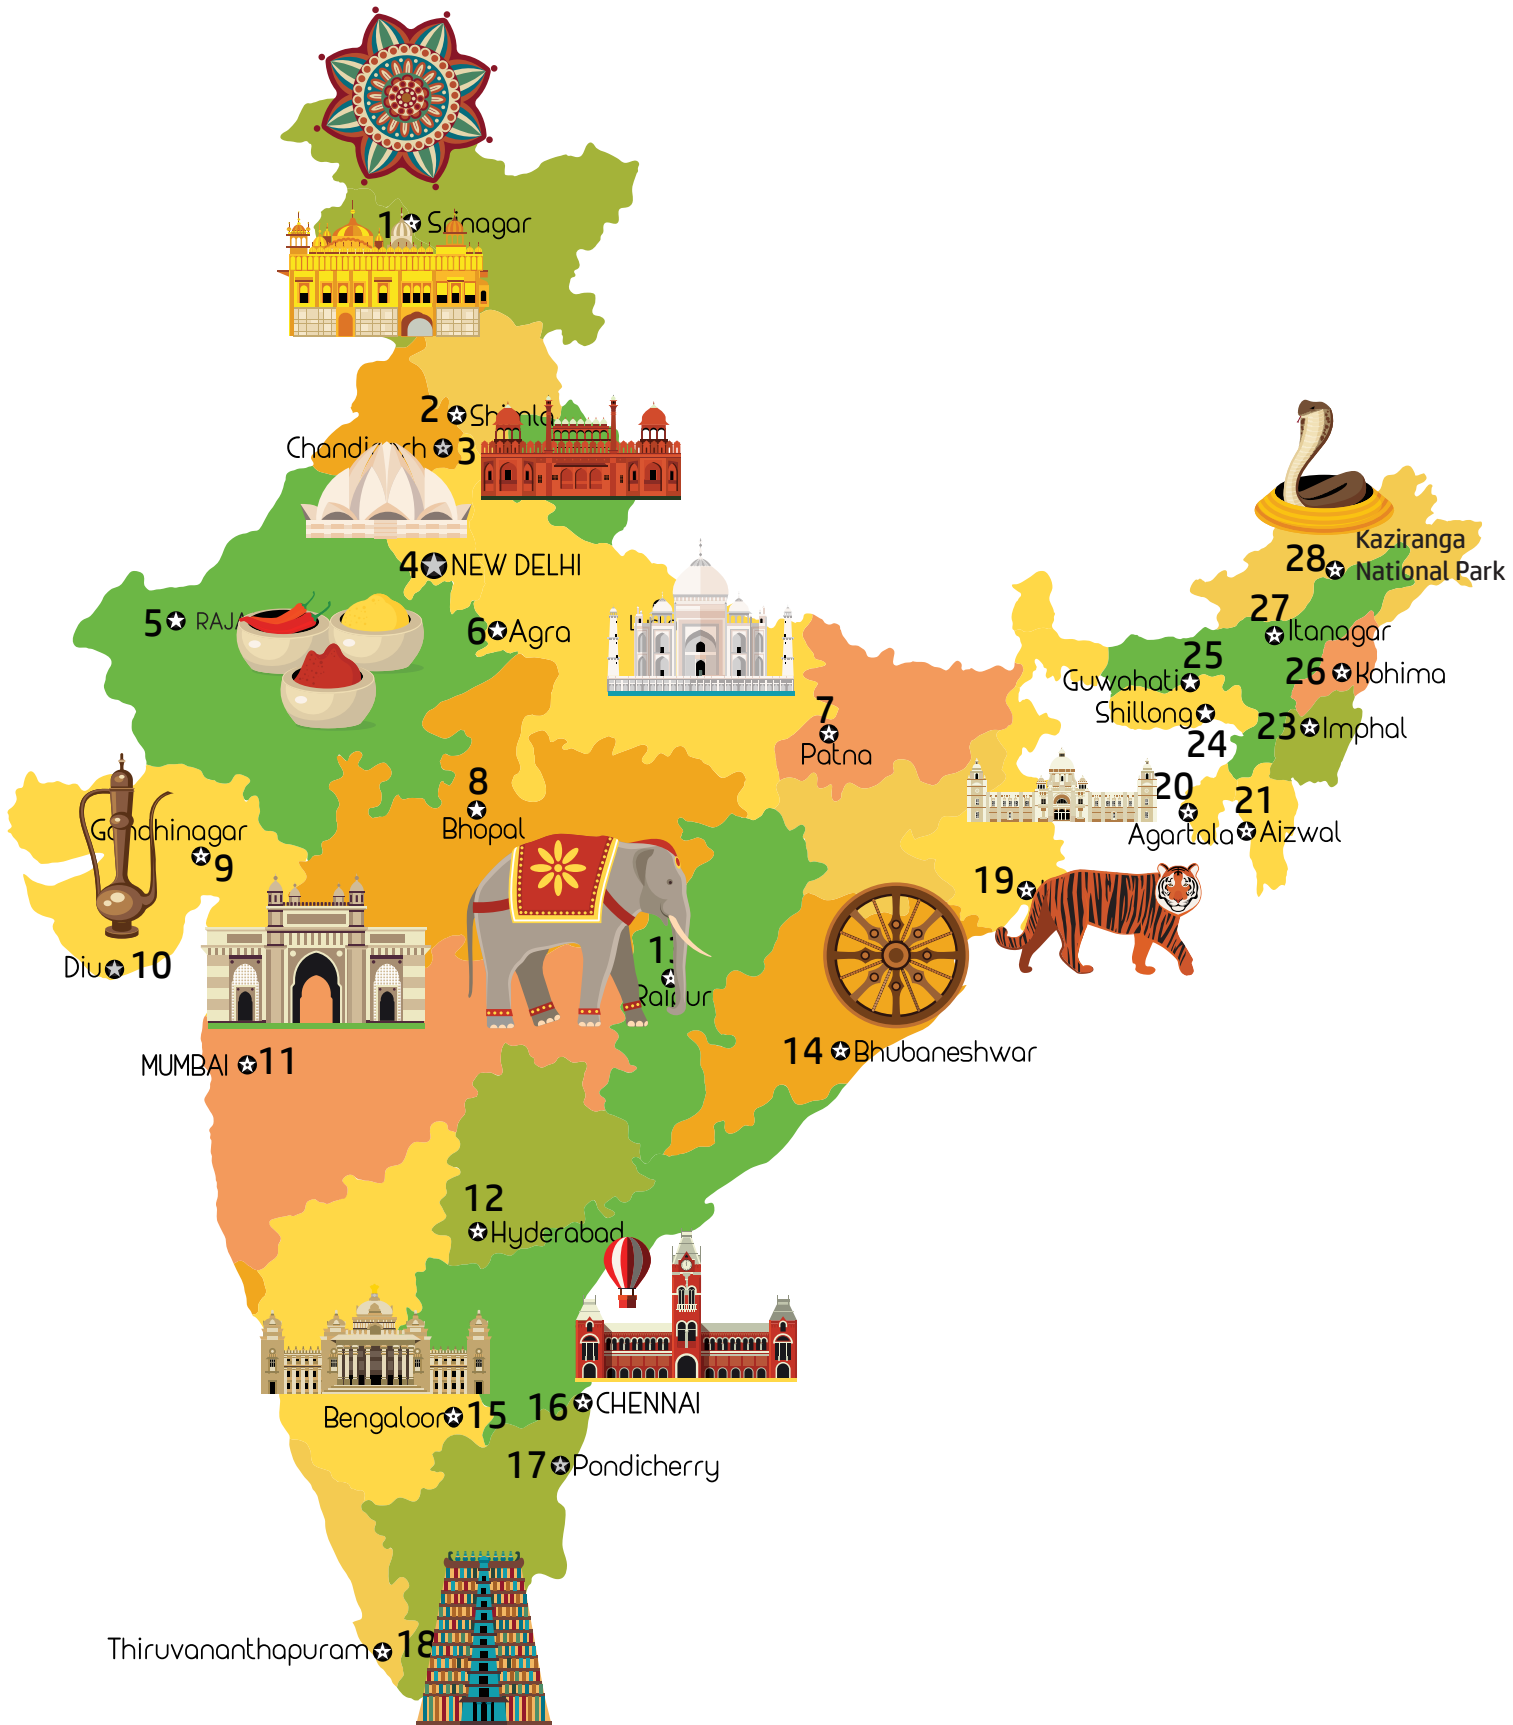 1 Srinagar
2 Shimla
Chandigarh 3
4 NEW DELHI
Kaziranga
28 National Park
5
6 Agra
27 Itanagar
25
Guwahati
26 Kohima
Shillong
24
23 Imphal
7
Patna
8
Bhopal
20
Agartala
21 Aizwal
Gandhinagar
9
19
Diu 10
Raipur
MUMBAI 11
14 Bhubaneshwar
12
Hyderabad
Bengaloor 15
16 CHENNAI
17 Pondicherry
Thiruvananthapuram 18